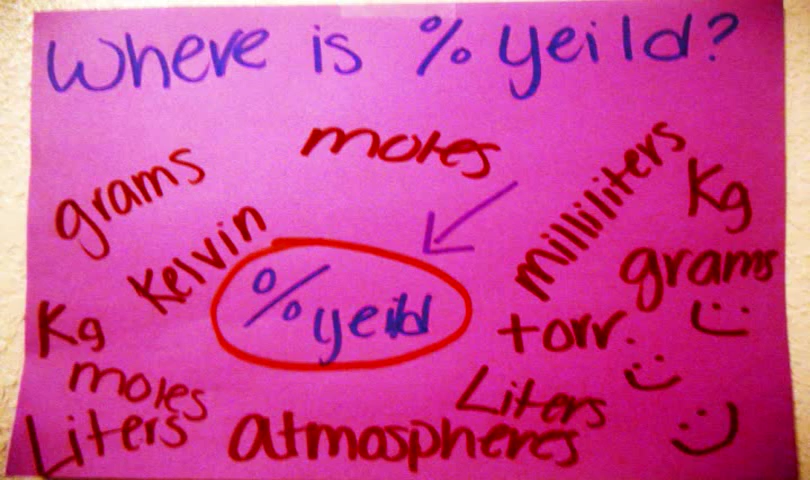 Where is % yeild?
moles
grams
milliliters
Kg
Kelvin
grams
% yeild
Kg
torr
moles
Liters
Liters
atmospheres